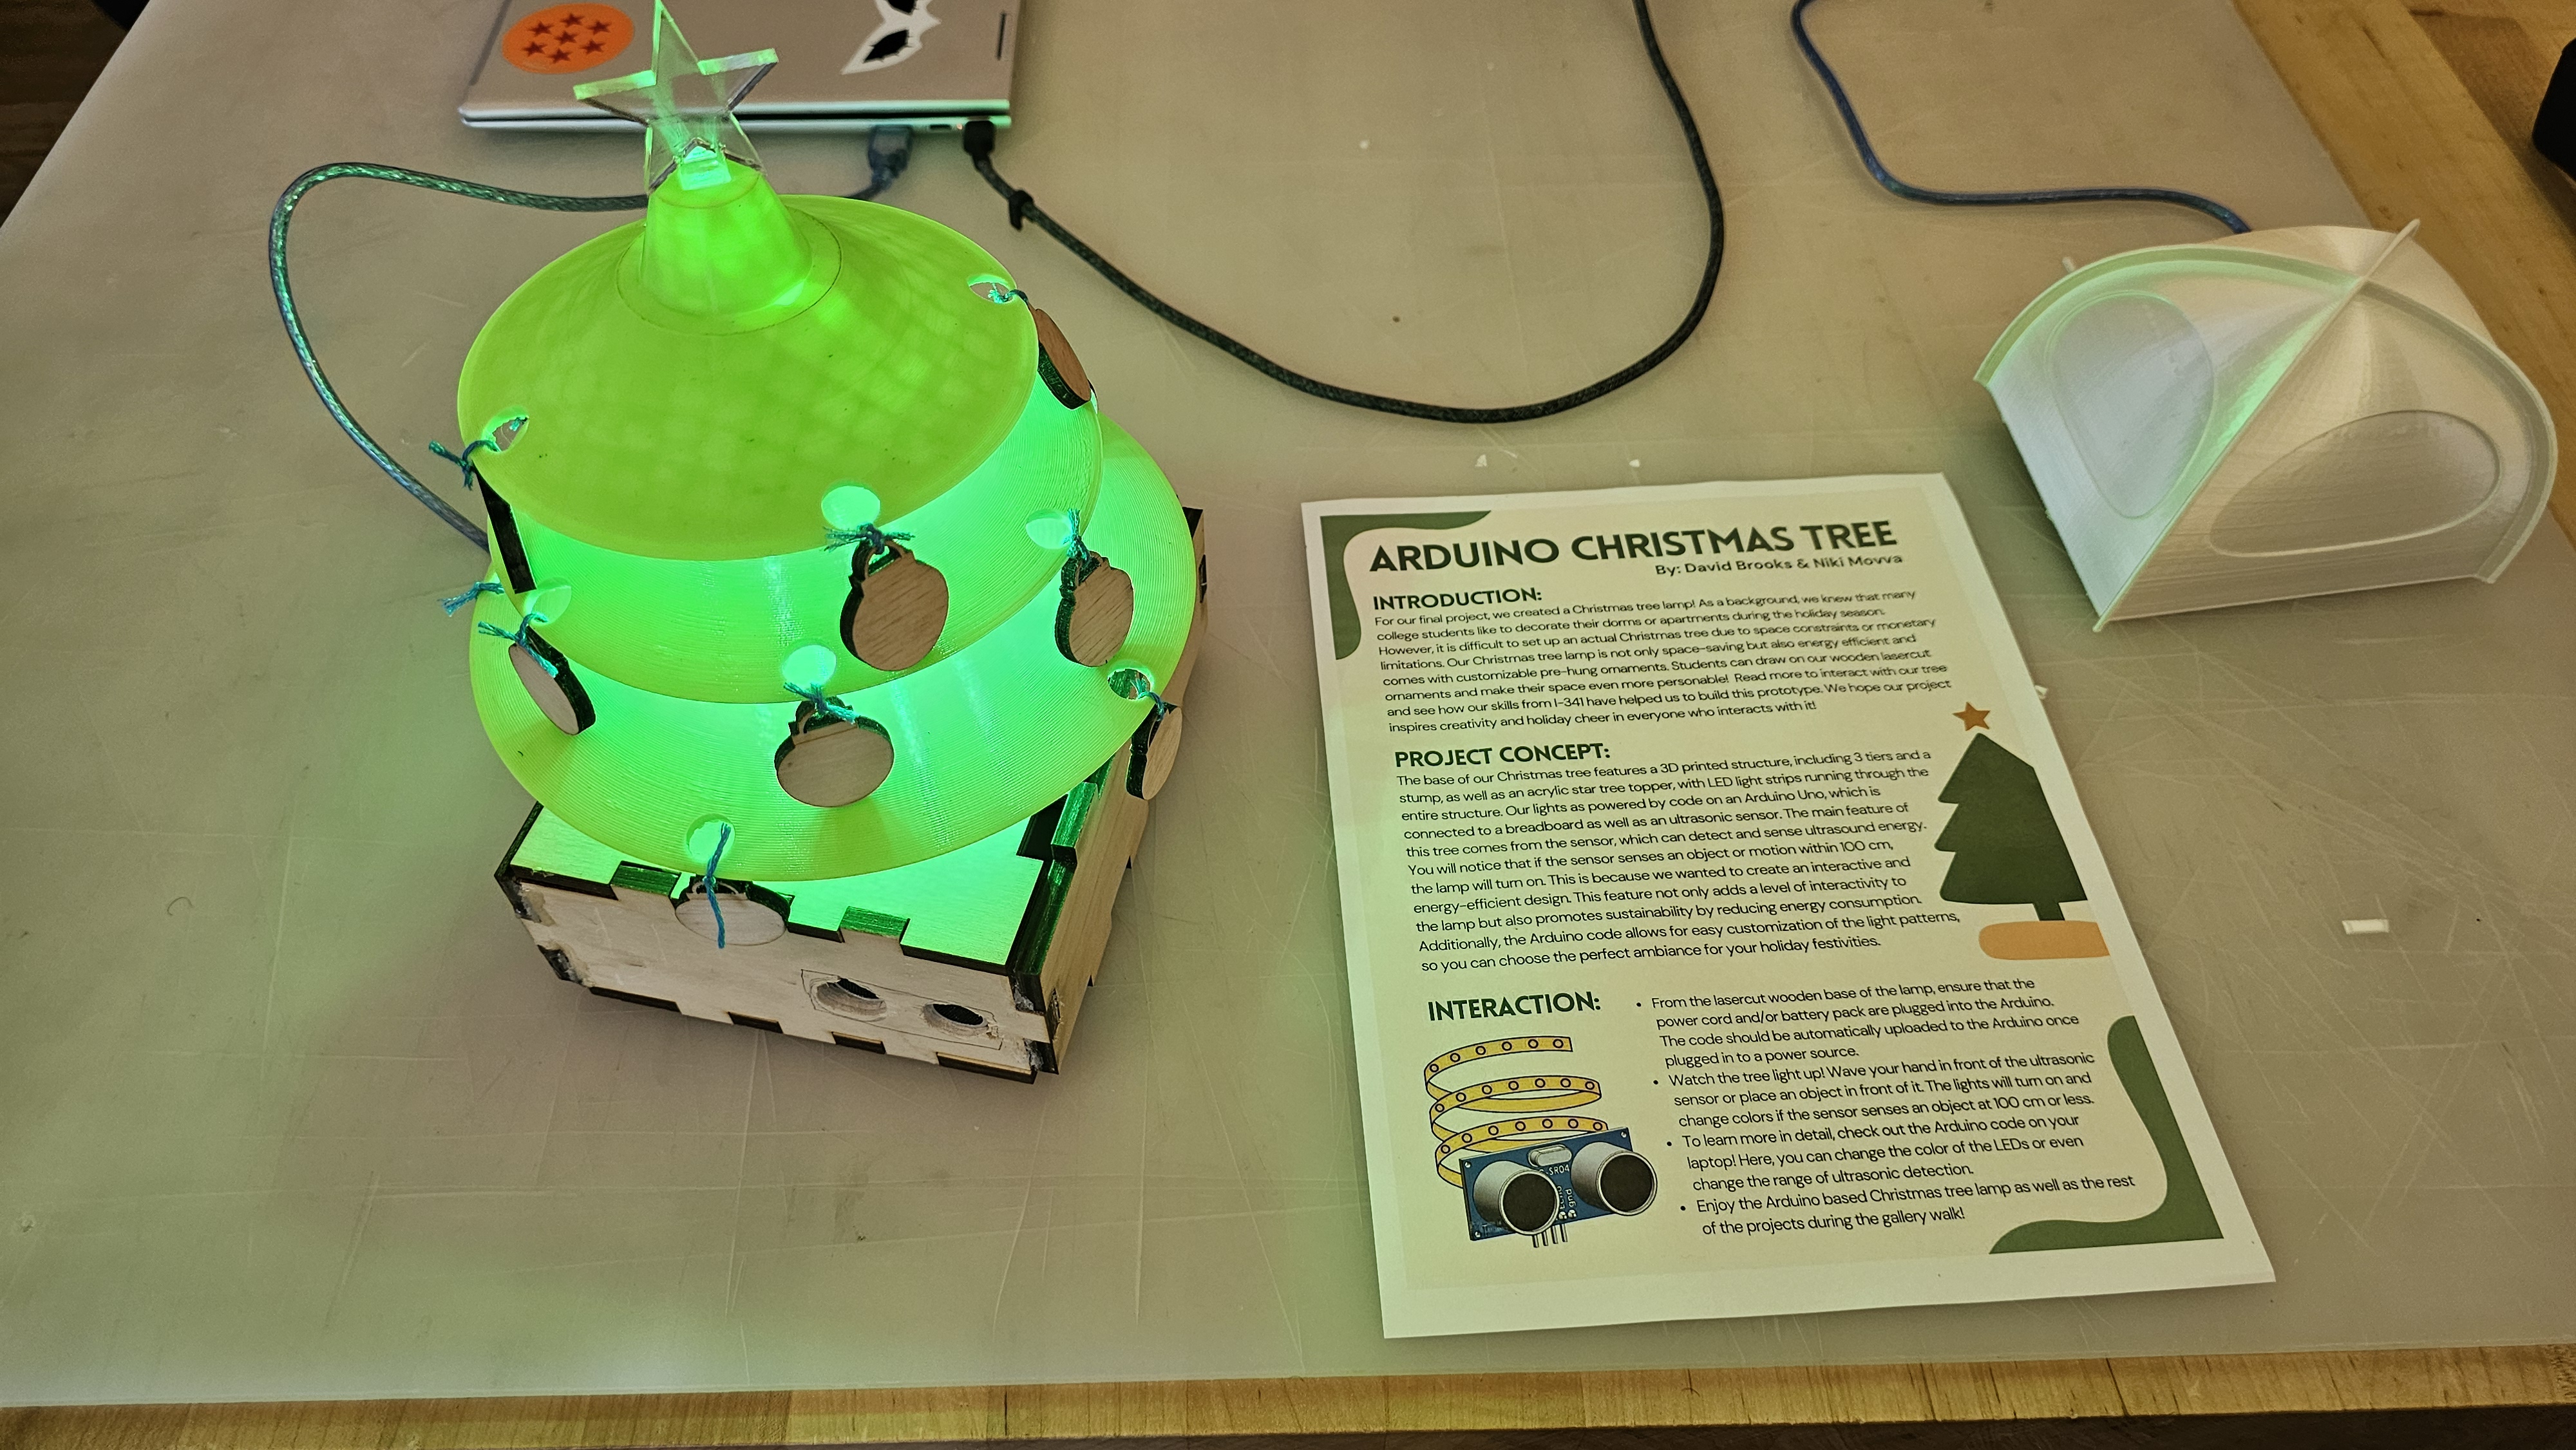 ARDUINO CHRISTMAS TREE
By: David Brooks & Niki Movva
INTRODUCTION:
For our final project, we created a Christmas tree lamp! As a background, we knew that many
college students like to decorate their dorms or apartments during the holiday season.
However, it is difficult to set up an actual Christmas tree due to space constraints or monetary
limitations. Our Christmas tree lamp is not only space-saving but also energy efficient and
comes with customizable pre-hung ornaments. Students can draw on our wooden lasercut
ornaments and make their space even more personable! Read more to interact with our tree
and see how our skills from I-341 have helped us to build this prototype. We hope our project
inspires creativity and holiday cheer in everyone who interacts with it!
PROJECT CONCEPT:
The base of our Christmas tree features a 3D printed structure, including 3 tiers and a
stump, as well as an acrylic star tree topper, with LED light strips running through the
entire structure. Our lights as powered by code on an Arduino Uno, which is
connected to a breadboard as well as an ultrasonic sensor. The main feature of
this tree comes from the sensor, which can detect and sense ultrasound energy.
You will notice that if the sensor senses an object or motion within 100 cm,
the lamp will turn on. This is because we wanted to create an interactive and
energy-efficient design. This feature not only adds a level of interactivity to
the lamp but also promotes sustainability by reducing energy consumption.
Additionally, the Arduino code allows for easy customization of the light patterns,
so you can choose the perfect ambiance for your holiday festivities.
INTERACTION:
• From the lasercut wooden base of the lamp, ensure that the
power cord and/or battery pack are plugged into the Arduino.
The code should be automatically uploaded to the Arduino once
plugged in to a power source.
• Watch the tree light up! Wave your hand in front of the ultrasonic
sensor or place an object in front of it. The lights will turn on and
change colors if the sensor senses an object at 100 cm or less.
• To learn more in detail, check out the Arduino code on your
laptop! Here, you can change the color of the LEDs or even
change the range of ultrasonic detection.
• Enjoy the Arduino based Christmas tree lamp as well as the rest
of the projects during the gallery walk!
-SR04